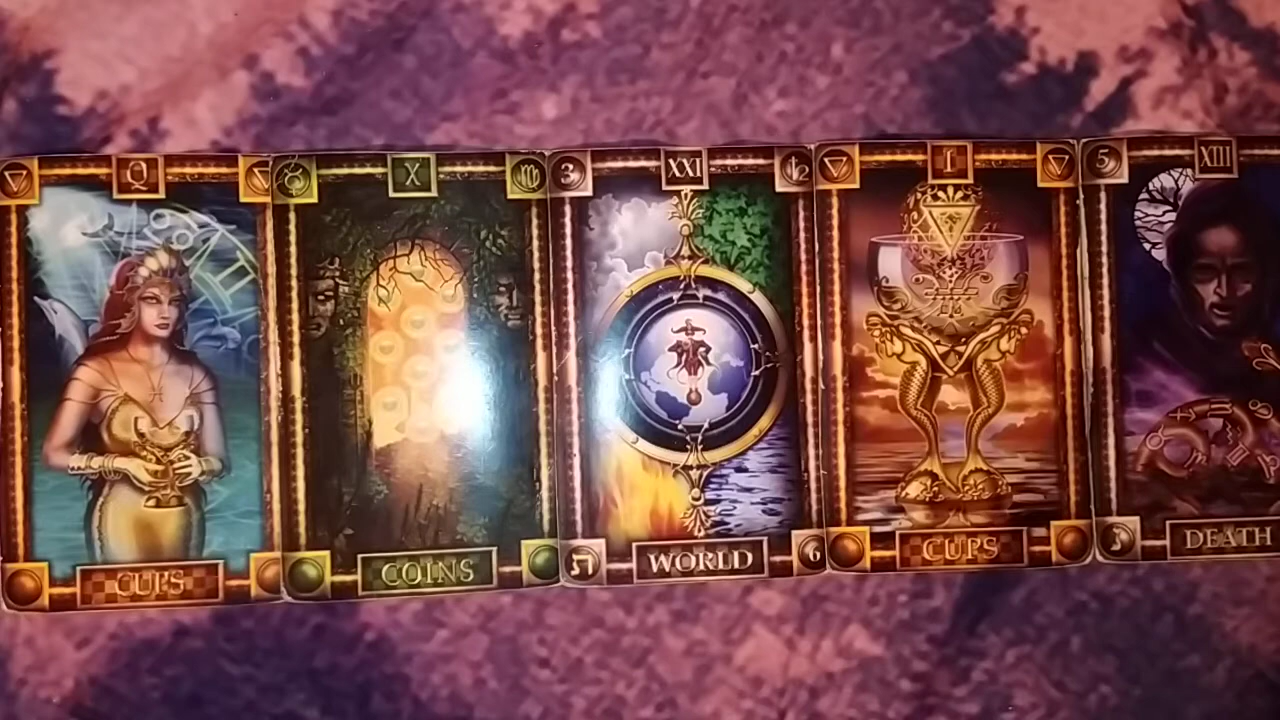 Q
CUPS
X
COINS
3 XXI ♄
ת WORLD 6
I
CUPS
5 XIII
נ DEATH